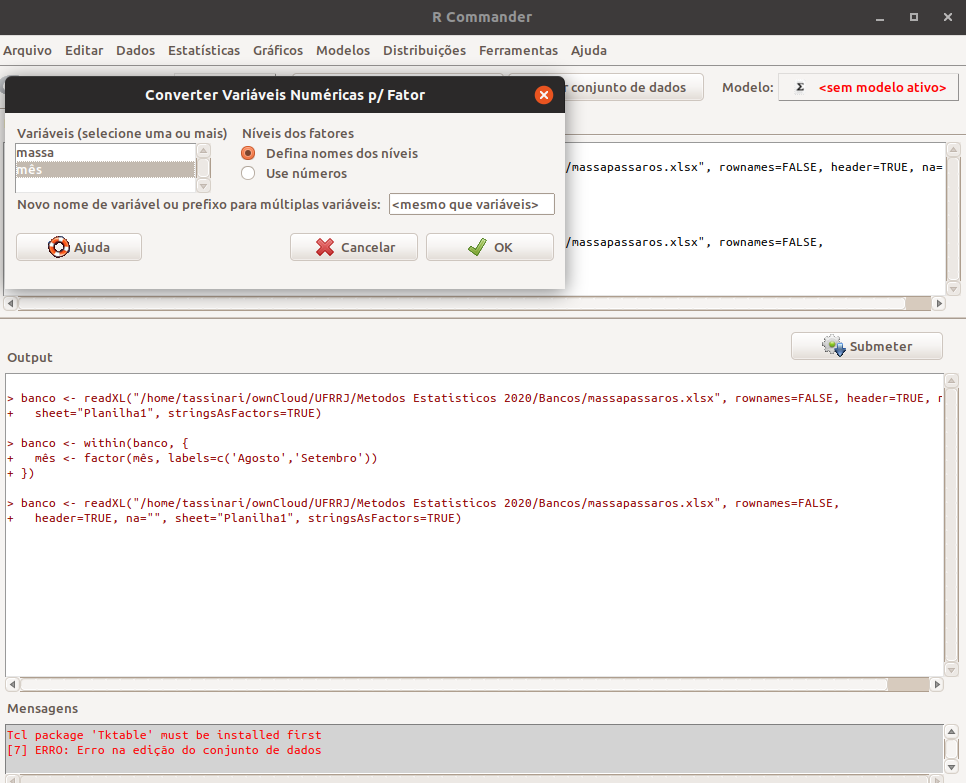 R Commander
Arquivo Editar Dados Estatísticas Gráficos Modelos Distribuições Ferramentas Ajuda
conjunto de dados Modelo: Σ <sem modelo ativo>
Converter Variáveis Numéricas p/ Fator
Variáveis (selecione uma ou mais) Níveis dos fatores
massa
mês
Defina nomes dos níveis
Use números
Novo nome de variável ou prefixo para múltiplas variáveis: <mesmo que variáveis>
Ajuda Cancelar OK
/massapassaros.xlsx", rownames=FALSE, header=TRUE, na=
/massapassaros.xlsx", rownames=FALSE,
Submeter
Output
> banco <- readXL("/home/tassinari/ownCloud/UFRRJ/Metodos Estatisticos 2020/Bancos/massapassaros.xlsx", rownames=FALSE, header=TRUE,
+   sheet="Planilha1", stringsAsFactors=TRUE)
> banco <- within(banco, {
+   mês <- factor(mês, labels=c('Agosto','Setembro'))
+ })
> banco <- readXL("/home/tassinari/ownCloud/UFRRJ/Metodos Estatisticos 2020/Bancos/massapassaros.xlsx", rownames=FALSE,
+   header=TRUE, na="", sheet="Planilha1", stringsAsFactors=TRUE)
Mensagens
Tcl package 'Tktable' must be installed first
[7] ERRO: Erro na edição do conjunto de dados